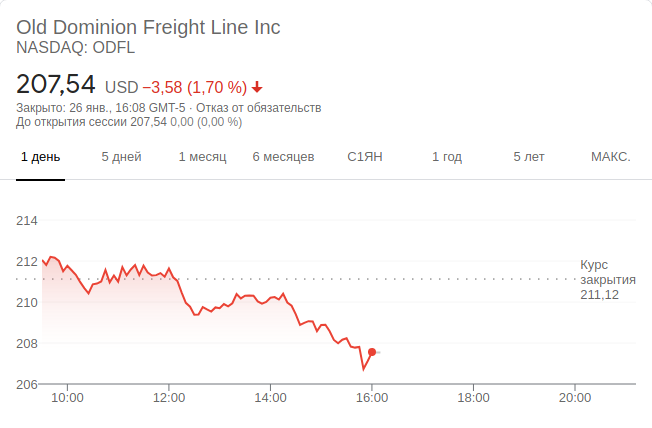 Old Dominion Freight Line Inc
NASDAQ: ODFL
207,54 USD −3,58 (1,70 %)
Закрыто: 26 янв., 16:08 GMT-5 · Отказ от обязательств
До открытия сессии 207,54 0,00 (0,00 %)
1 день 5 дней 1 месяц 6 месяцев С1ЯН 1 год 5 лет МАКС.
214
212
Курс
закрытия
211,12
210
208
206
10:00 12:00 14:00 16:00 18:00 20:00